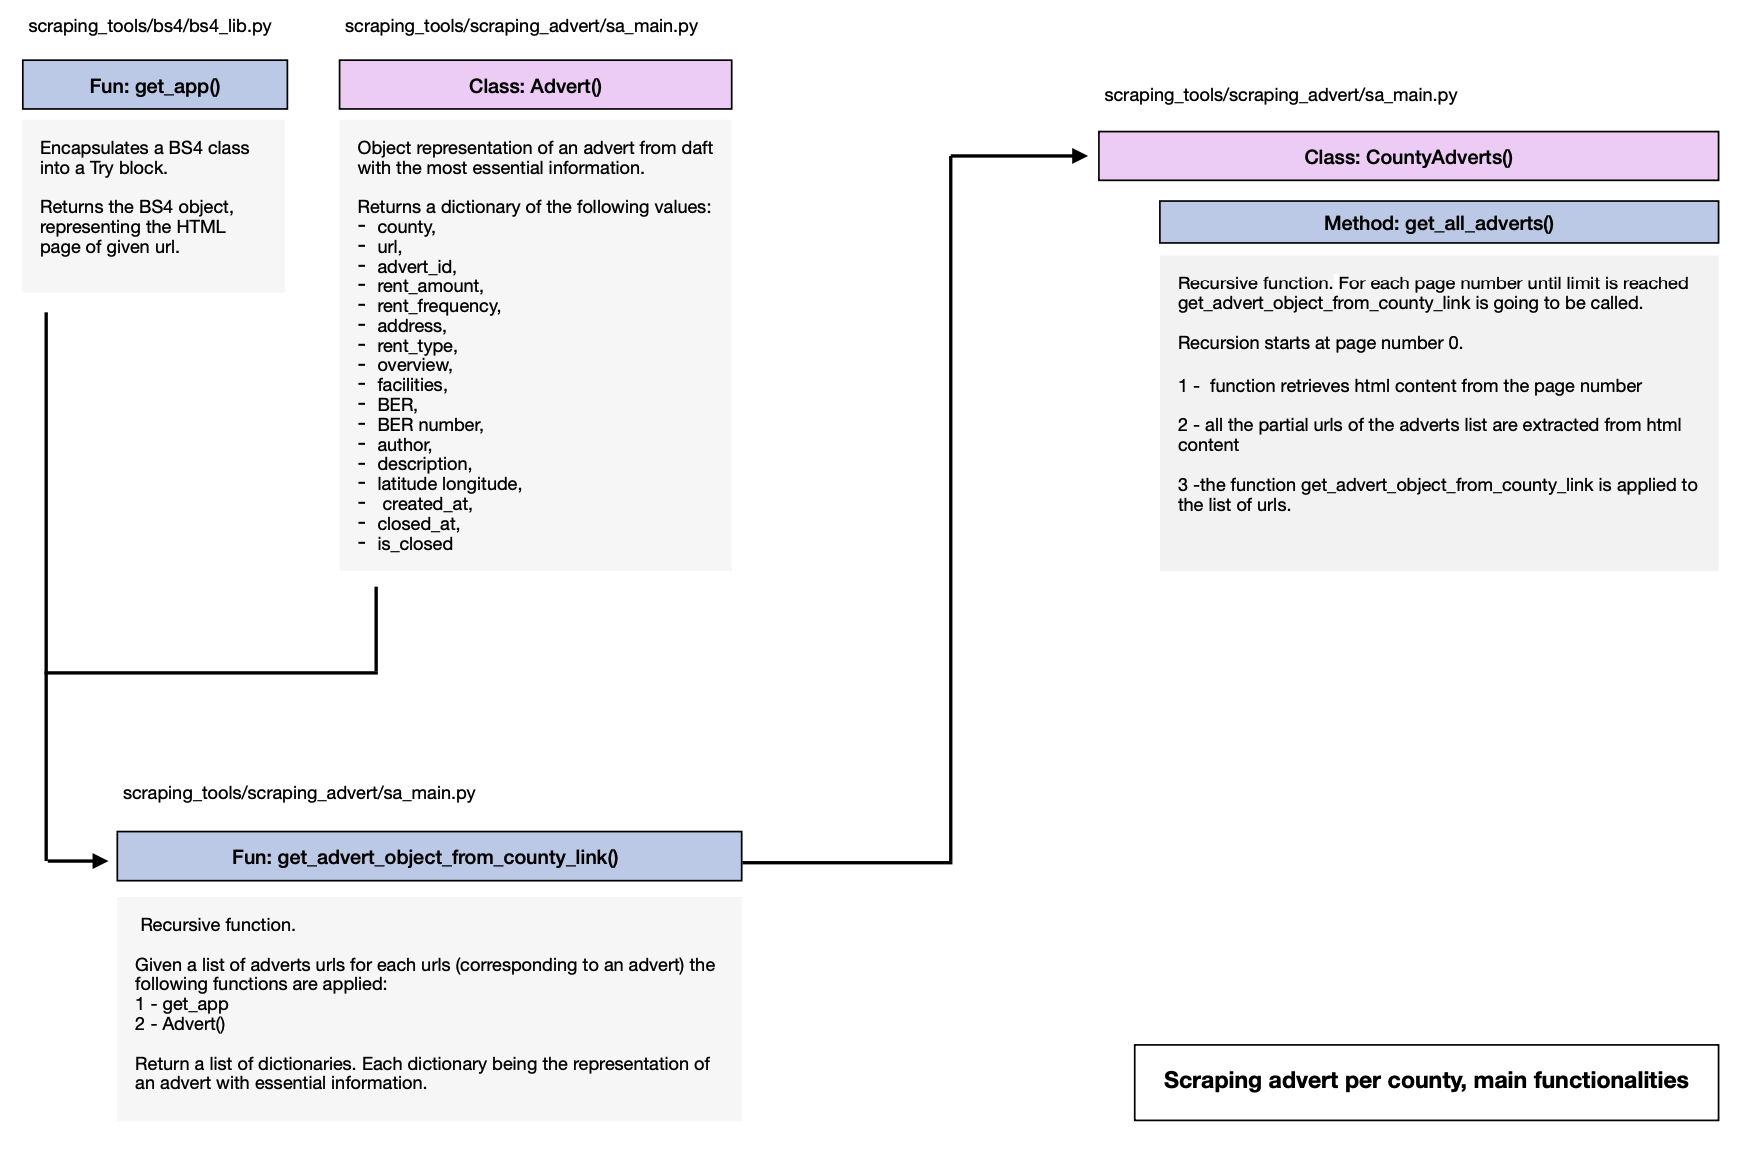 scraping_tools/bs4/bs4_lib.py
Fun: get_app()
Encapsulates a BS4 class
into a Try block.
Returns the BS4 object,
representing the HTML
page of given url.
scraping_tools/scraping_advert/sa_main.py
Class: Advert()
Object representation of an advert from daft
with the most essential information.
Returns a dictionary of the following values:
- county,
- url,
- advert_id,
- rent_amount,
- rent_frequency,
- address,
- rent_type,
- overview,
- facilities,
- BER,
- BER number,
- author,
- description,
- latitude longitude,
- created_at,
- closed_at,
- is_closed
scraping_tools/scraping_advert/sa_main.py
Fun: get_advert_object_from_county_link()
Recursive function.
Given a list of adverts urls for each urls (corresponding to an advert) the
following functions are applied:
1 - get_app
2 - Advert()
Return a list of dictionaries. Each dictionary being the representation of
an advert with essential information.
scraping_tools/scraping_advert/sa_main.py
Class: CountyAdverts()
Method: get_all_adverts()
Recursive function. For each page number until limit is reached
get_advert_object_from_county_link is going to be called.
Recursion starts at page number 0.
1 - function retrieves html content from the page number
2 - all the partial urls of the adverts list are extracted from html
content
3 -the function get_advert_object_from_county_link is applied to
the list of urls.
Scraping advert per county, main functionalities